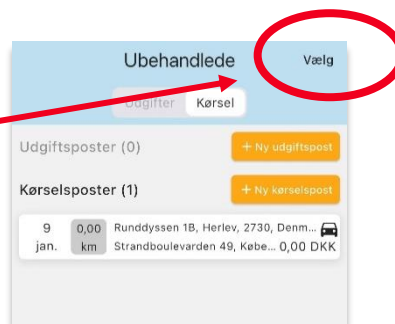 Ubehandlede
Vælg
Udgifter Kørsel
Udgiftsposter (0)
+ Ny udgiftspost
Kørselsposter (1)
+ Ny kørselspost
9 jan.
0,00 km
Runddyssen 1B, Herlev, 2730, Denm...
Strandboulevarden 49, Købe... 0,00 DKK